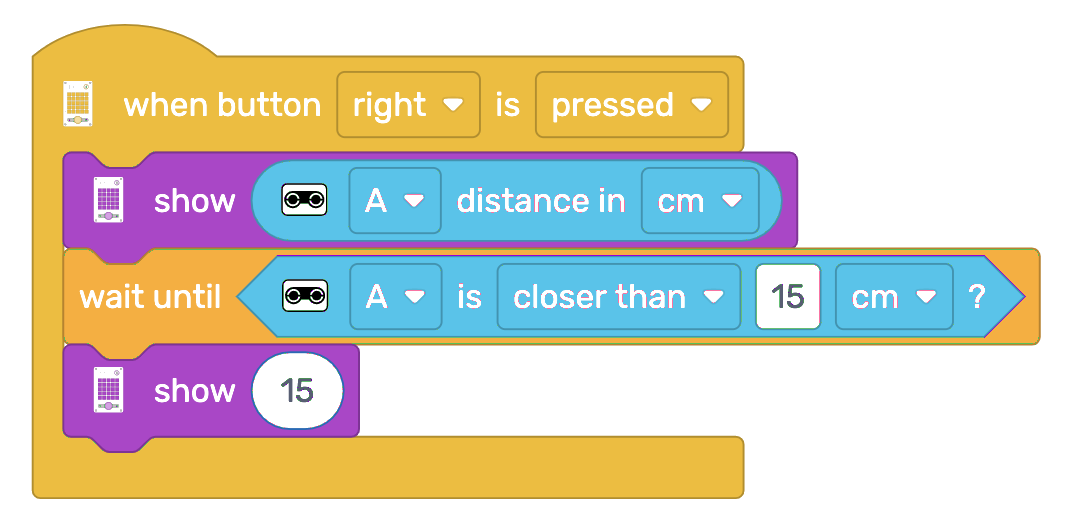 when button right is pressed
show A distance in cm
wait until A is closer than 15 cm ?
show 15